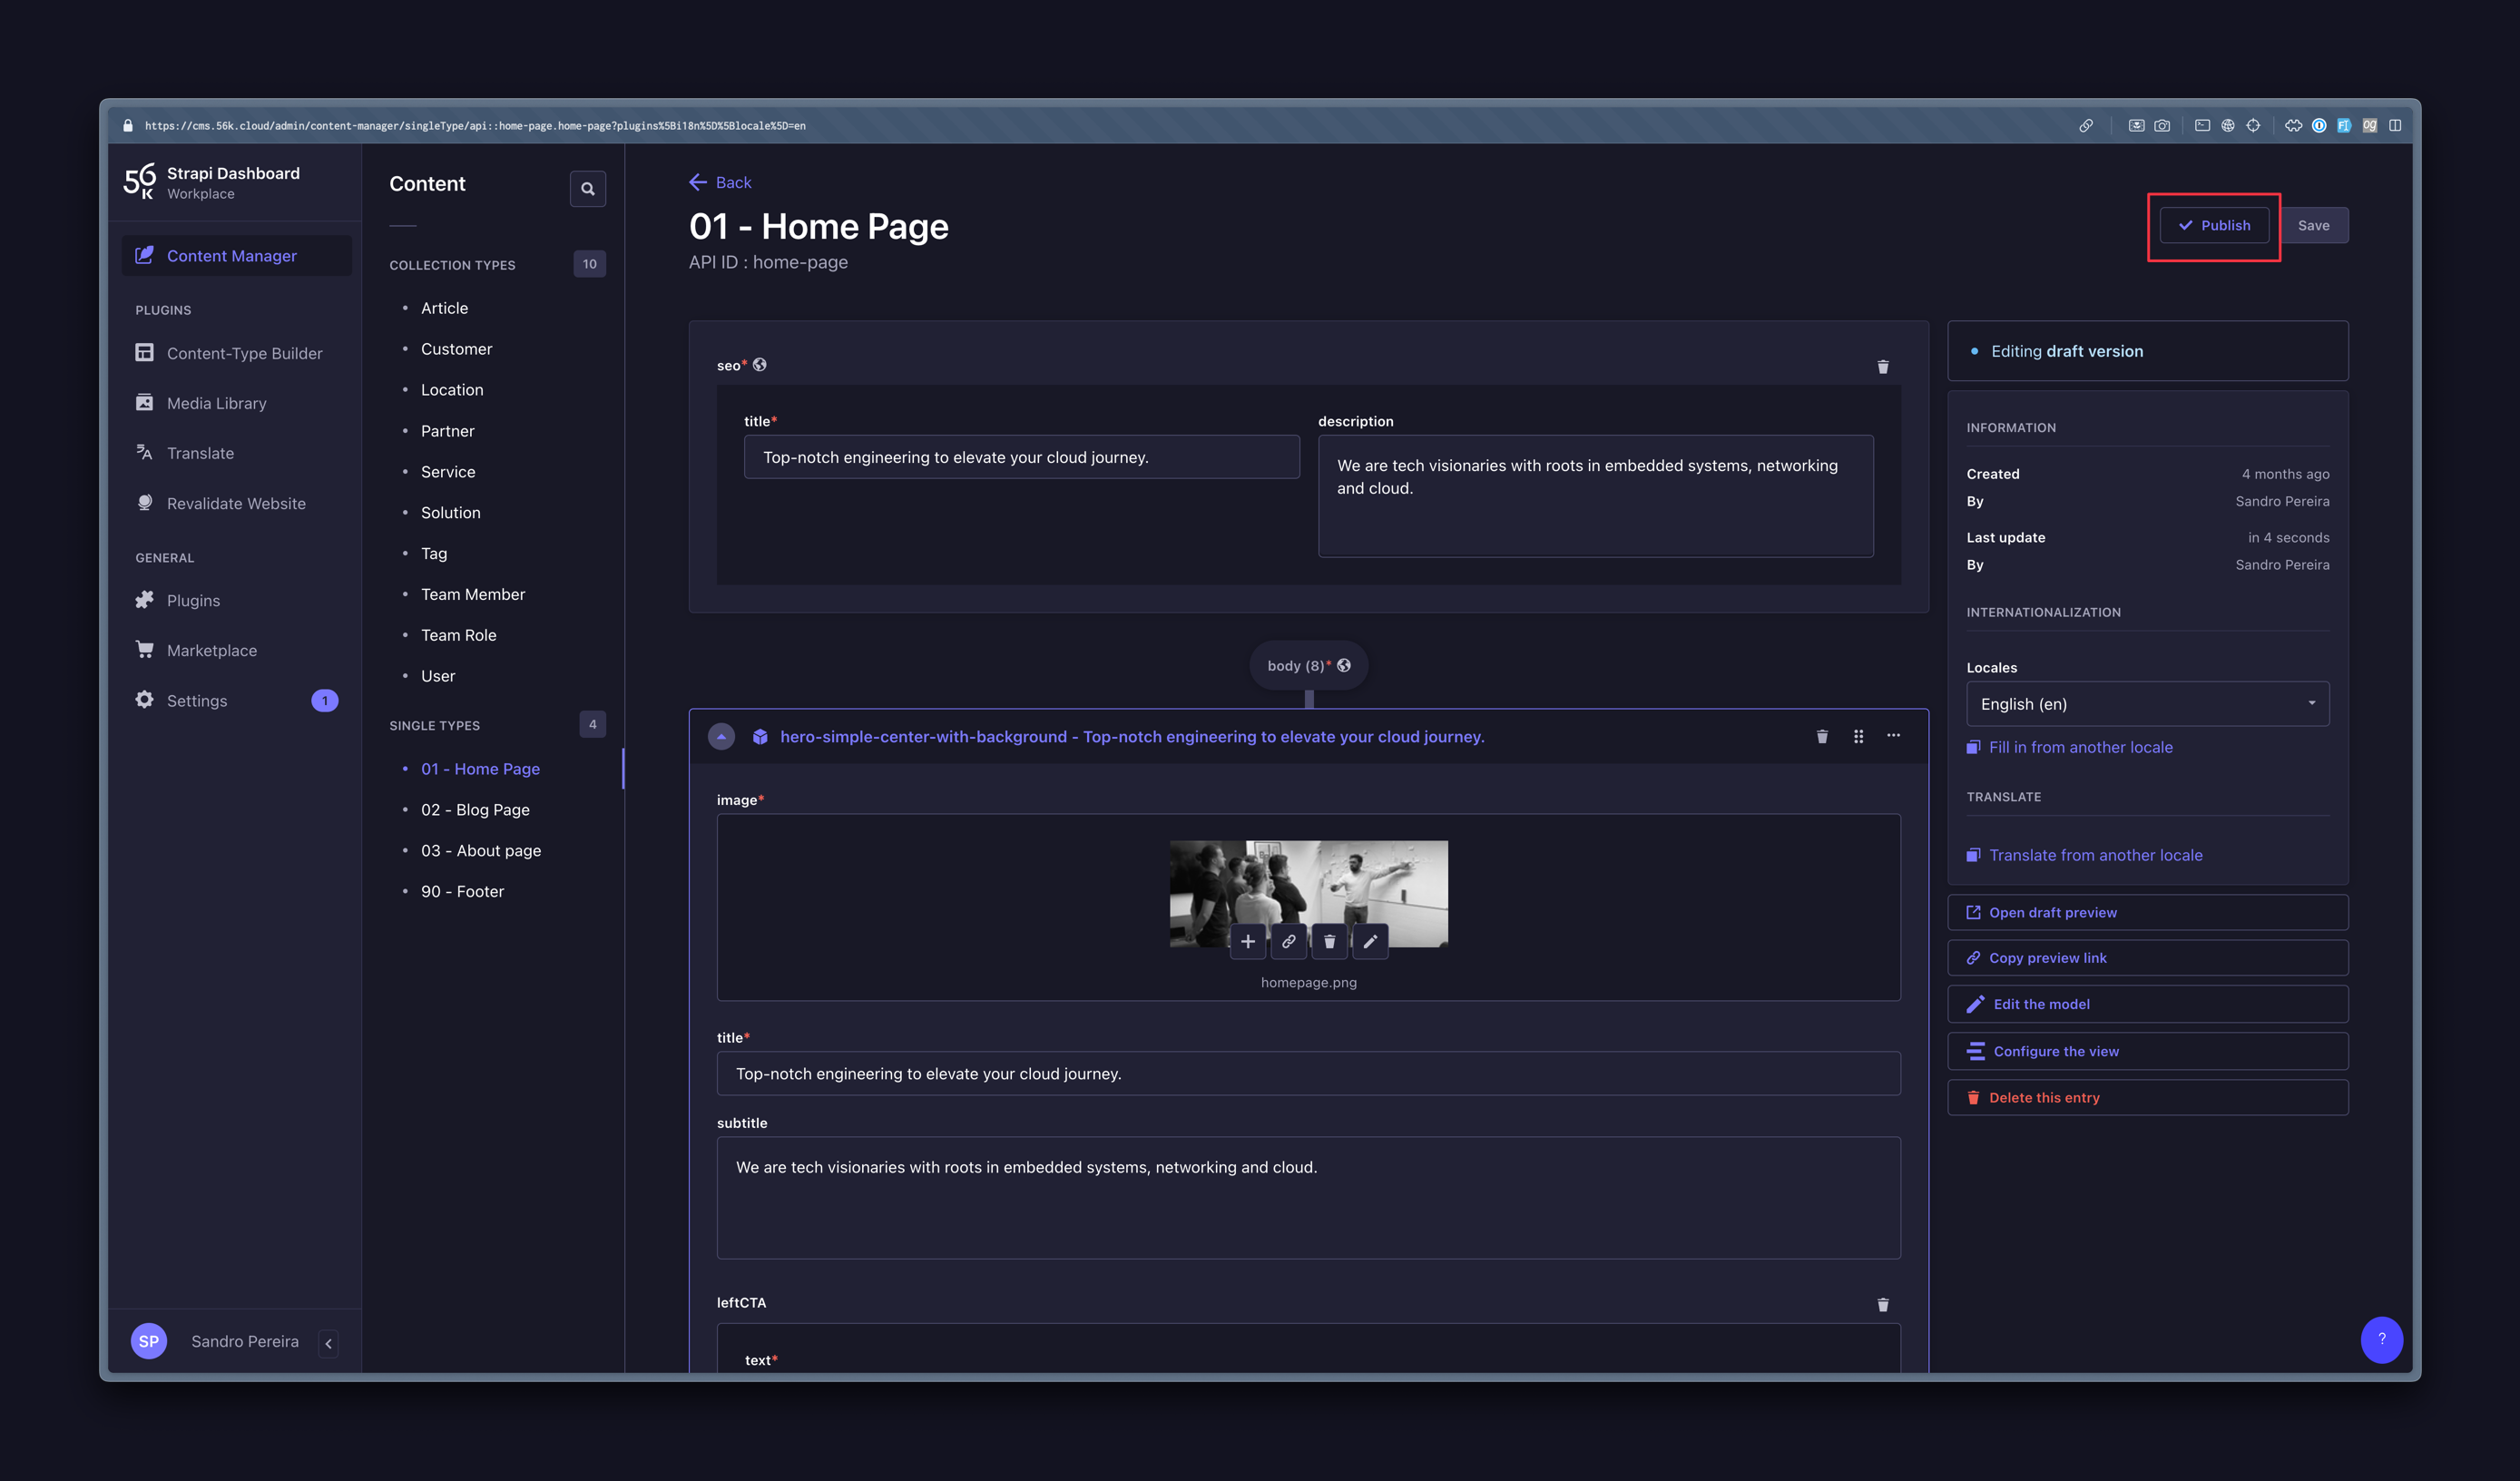 https://cms.56k.cloud/admin/content-manager/singleType/api::home-page.home-page?plugins%5Bi18n%5D%5Blocale%5D=en
56
K
Strapi Dashboard
Workplace
Content Manager
PLUGINS
Content-Type Builder
Media Library
Translate
Revalidate Website
GENERAL
Plugins
Marketplace
Settings
1
SP
Sandro Pereira
Content
COLLECTION TYPES
10
Article
Customer
Location
Partner
Service
Solution
Tag
Team Member
Team Role
User
SINGLE TYPES
4
01 - Home Page
02 - Blog Page
03 - About page
90 - Footer
Back
01 - Home Page
API ID : home-page
Publish
Save
seo*
title*
Top-notch engineering to elevate your cloud journey.
description
We are tech visionaries with roots in embedded systems, networking
and cloud.
body (8)*
hero-simple-center-with-background - Top-notch engineering to elevate your cloud journey.
image*
homepage.png
title*
Top-notch engineering to elevate your cloud journey.
subtitle
We are tech visionaries with roots in embedded systems, networking and cloud.
leftCTA
text*
Editing draft version
INFORMATION
Created
4 months ago
By
Sandro Pereira
Last update
in 4 seconds
By
Sandro Pereira
INTERNATIONALIZATION
Locales
English (en)
Fill in from another locale
TRANSLATE
Translate from another locale
Open draft preview
Copy preview link
Edit the model
Configure the view
Delete this entry
?